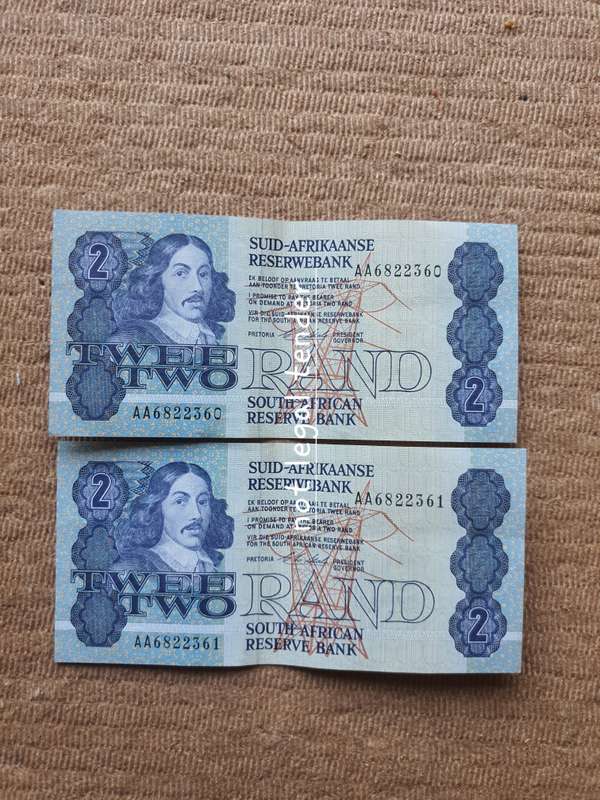 2
SUID-AFRIKAANSE
RESERWEBANK
AA6822360
EK BELOOF OP AANVRAAG TE BETAAL
AAN TOONDER TE PRETORIA TWEE RAND
I PROMISE TO PAY THE BEARER
ON DEMAND AT PRETORIA TWO RAND
VIR DIE SUID-AFRIKAANSE RESERWEBANK
FOR THE SOUTH AFRICAN RESERVE BANK
PRETORIA
PRESIDENT
GOVERNOR
TWEE
TWO
RAND
2
AA6822360
SOUTH AFRICAN
RESERVE BANK
not legal tender
2
SUID-AFRIKAANSE
RESERWEBANK
AA6822361
EK BELOOF OP AANVRAAG TE BETAAL
AAN TOONDER TE PRETORIA TWEE RAND
I PROMISE TO PAY THE BEARER
ON DEMAND AT PRETORIA TWO RAND
VIR DIE SUID-AFRIKAANSE RESERWEBANK
FOR THE SOUTH AFRICAN RESERVE BANK
PRETORIA
PRESIDENT
GOVERNOR
TWEE
TWO
RAND
2
AA6822361
SOUTH AFRICAN
RESERVE BANK